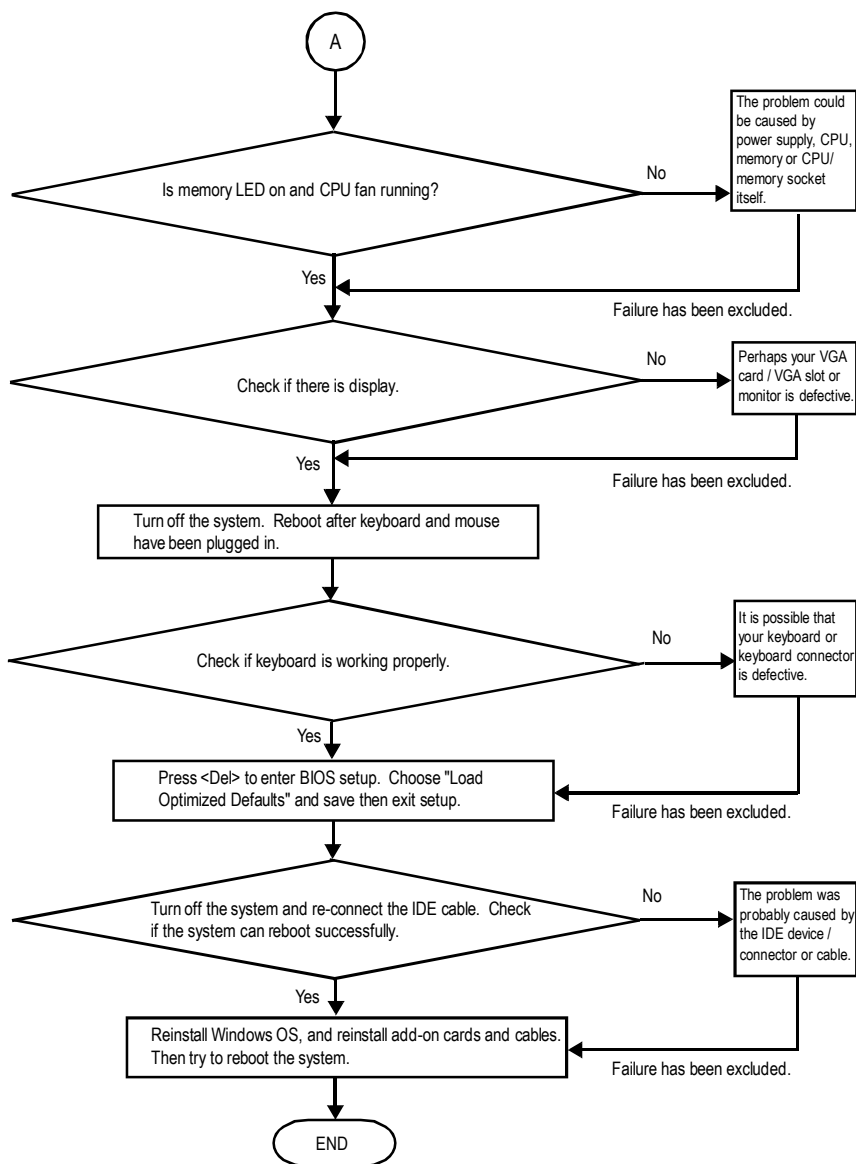 A
Is memory LED on and CPU fan running?
No
The problem could
be caused by
power supply, CPU,
memory or CPU/
memory socket
itself.
Yes
Failure has been excluded.
Check if there is display.
No
Perhaps your VGA
card / VGA slot or
monitor is defective.
Yes
Failure has been excluded.
Turn off the system. Reboot after keyboard and mouse
have been plugged in.
Check if keyboard is working properly.
No
It is possible that
your keyboard or
keyboard connector
is defective.
Yes
Press <Del> to enter BIOS setup. Choose "Load
Optimized Defaults" and save then exit setup.
Failure has been excluded.
Turn off the system and re-connect the IDE cable. Check
if the system can reboot successfully.
No
The problem was
probably caused by
the IDE device /
connector or cable.
Yes
Reinstall Windows OS, and reinstall add-on cards and cables.
Then try to reboot the system.
Failure has been excluded.
END